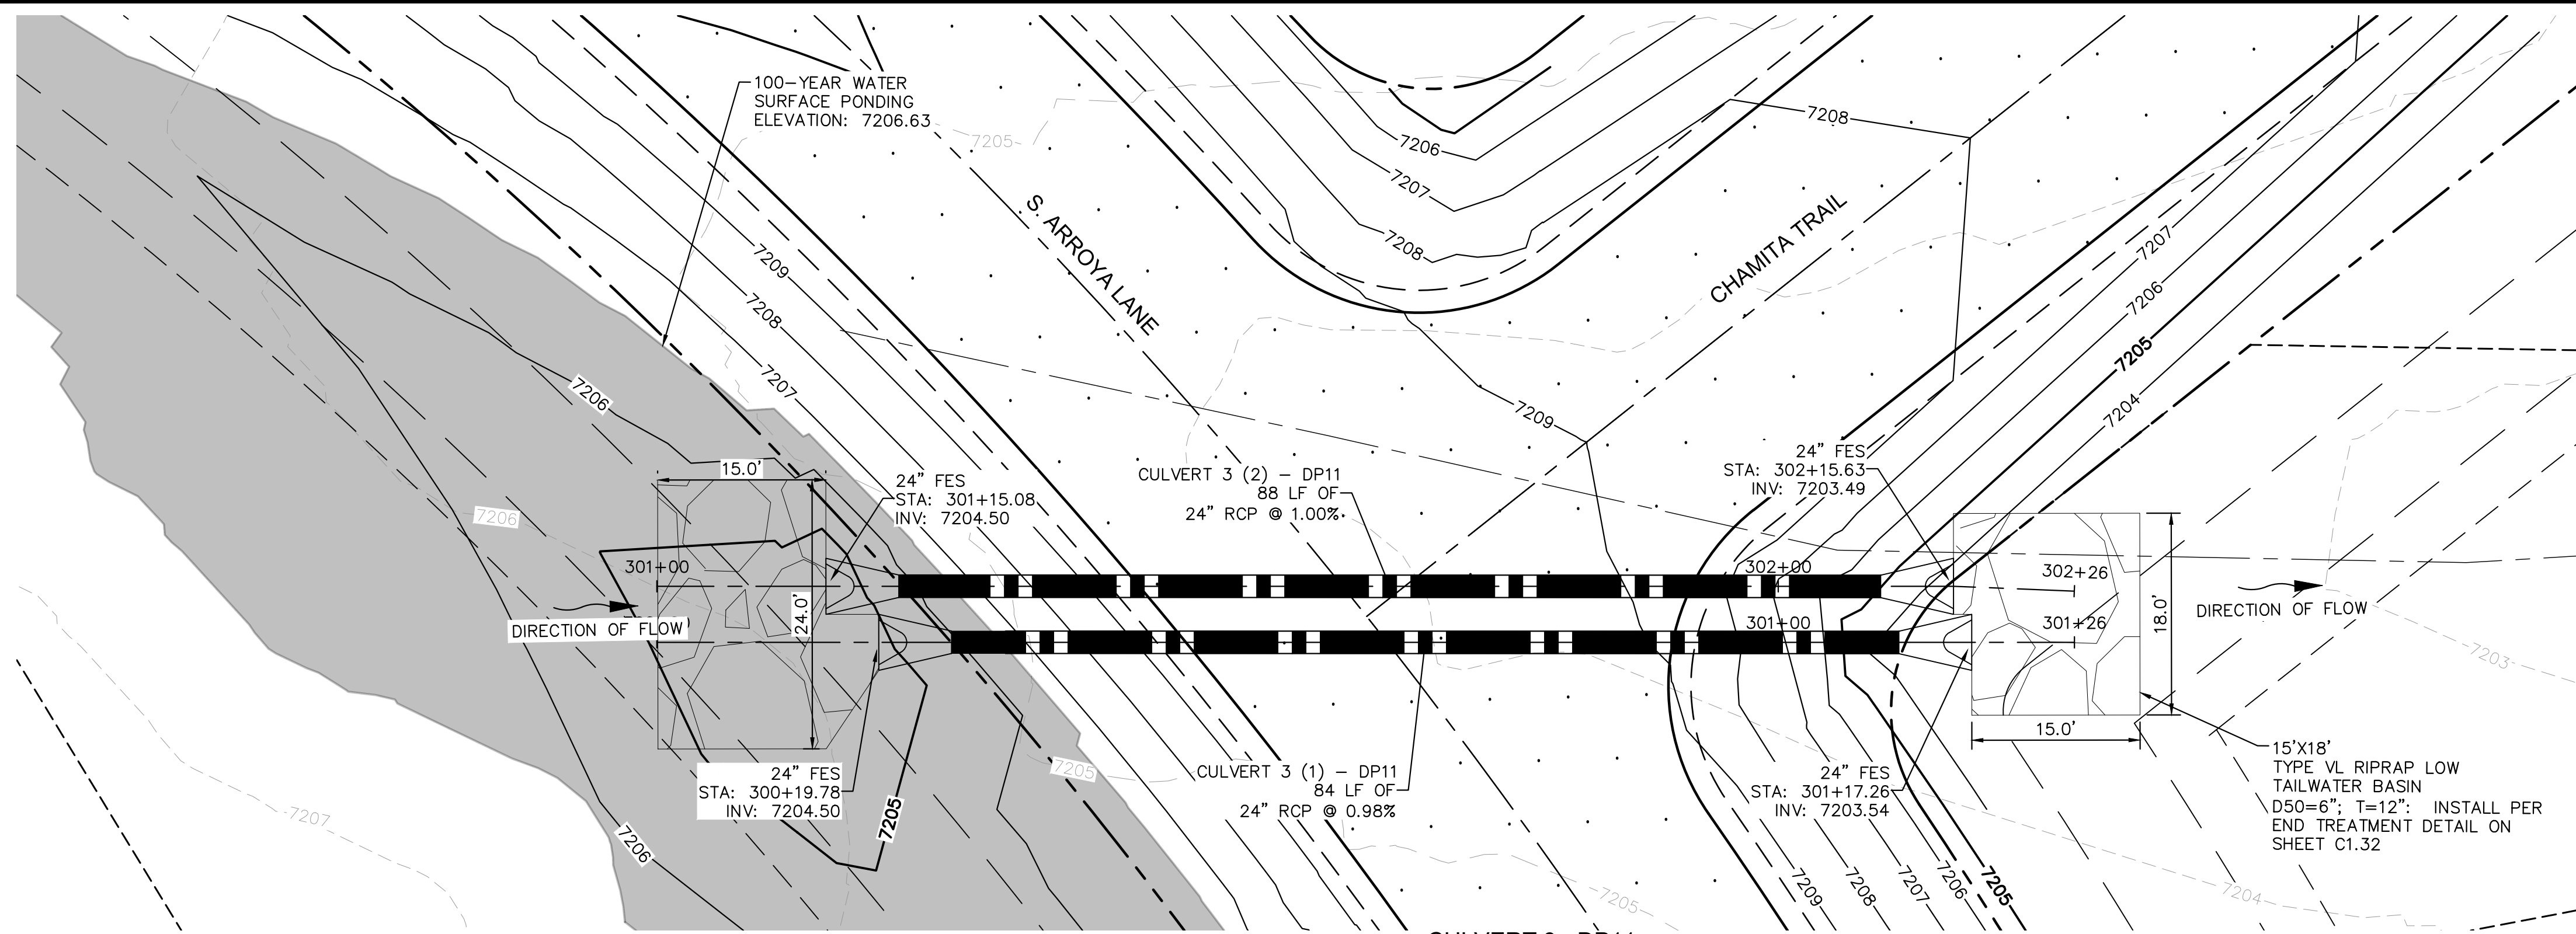 100-YEAR WATER
SURFACE PONDING
ELEVATION: 7206.63
7205
S. ARROYA LANE
7206
7207
7208
7208
CHAMITA TRAIL
7209
7208
7207
7206
7209
7207
7206
7205
7204
15.0'
7206
24" FES
STA: 301+15.08
INV: 7204.50
CULVERT 3 (2) - DP11
88 LF OF
24" RCP @ 1.00%
24" FES
STA: 302+15.63
INV: 7203.49
301+00
24.0'
DIRECTION OF FLOW
302+00
301+00
302+26
301+26
18.0'
DIRECTION OF FLOW
7203
15.0'
7207
7206
24" FES
STA: 300+19.78
INV: 7204.50
7205
7205
CULVERT 3 (1) - DP11
84 LF OF
24" RCP @ 0.98%
24" FES
STA: 301+17.26
INV: 7203.54
15'X18'
TYPE VL RIPRAP LOW
TAILWATER BASIN
D50=6"; T=12": INSTALL PER
END TREATMENT DETAIL ON
SHEET C1.32
7205
7209
7208
7207
7206
7205
7204